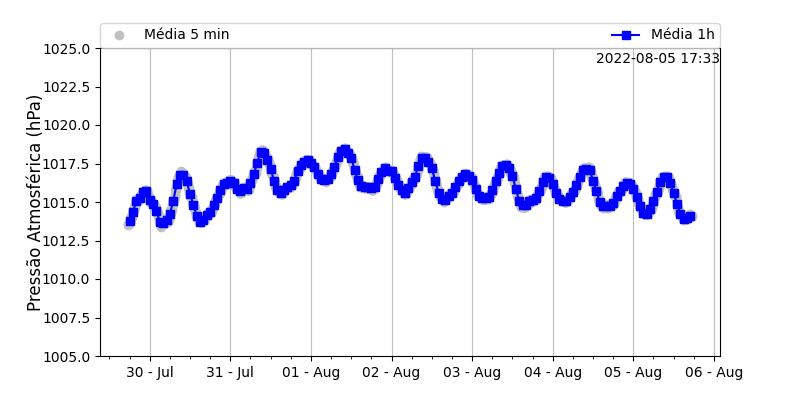 Média 5 min
Média 1h
2022-08-05 17:33
Pressão Atmosférica (hPa)
1025.0
1022.5
1020.0
1017.5
1015.0
1012.5
1010.0
1007.5
1005.0
30 - Jul
31 - Jul
01 - Aug
02 - Aug
03 - Aug
04 - Aug
05 - Aug
06 - Aug